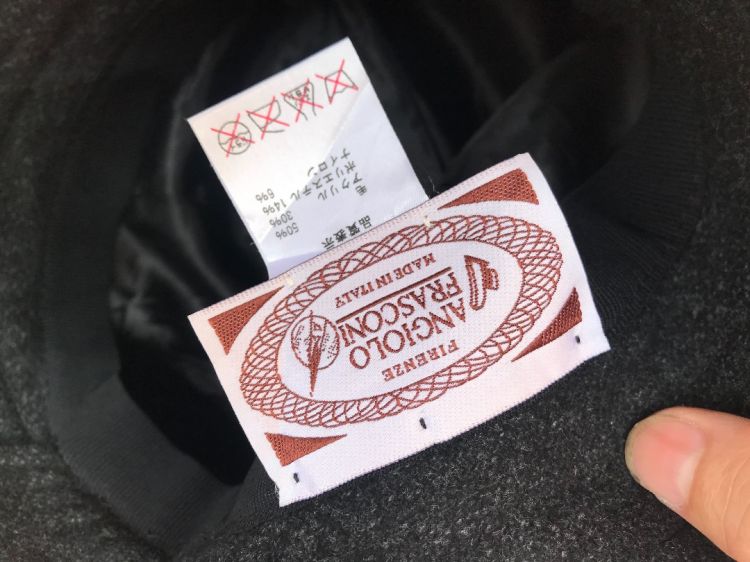 FIRENZE
ANGIOLO
FRASCONI
MADE IN ITALY
品質表示
毛 50%
アクリル 30%
ポリエステル 14%
ナイロン 6%